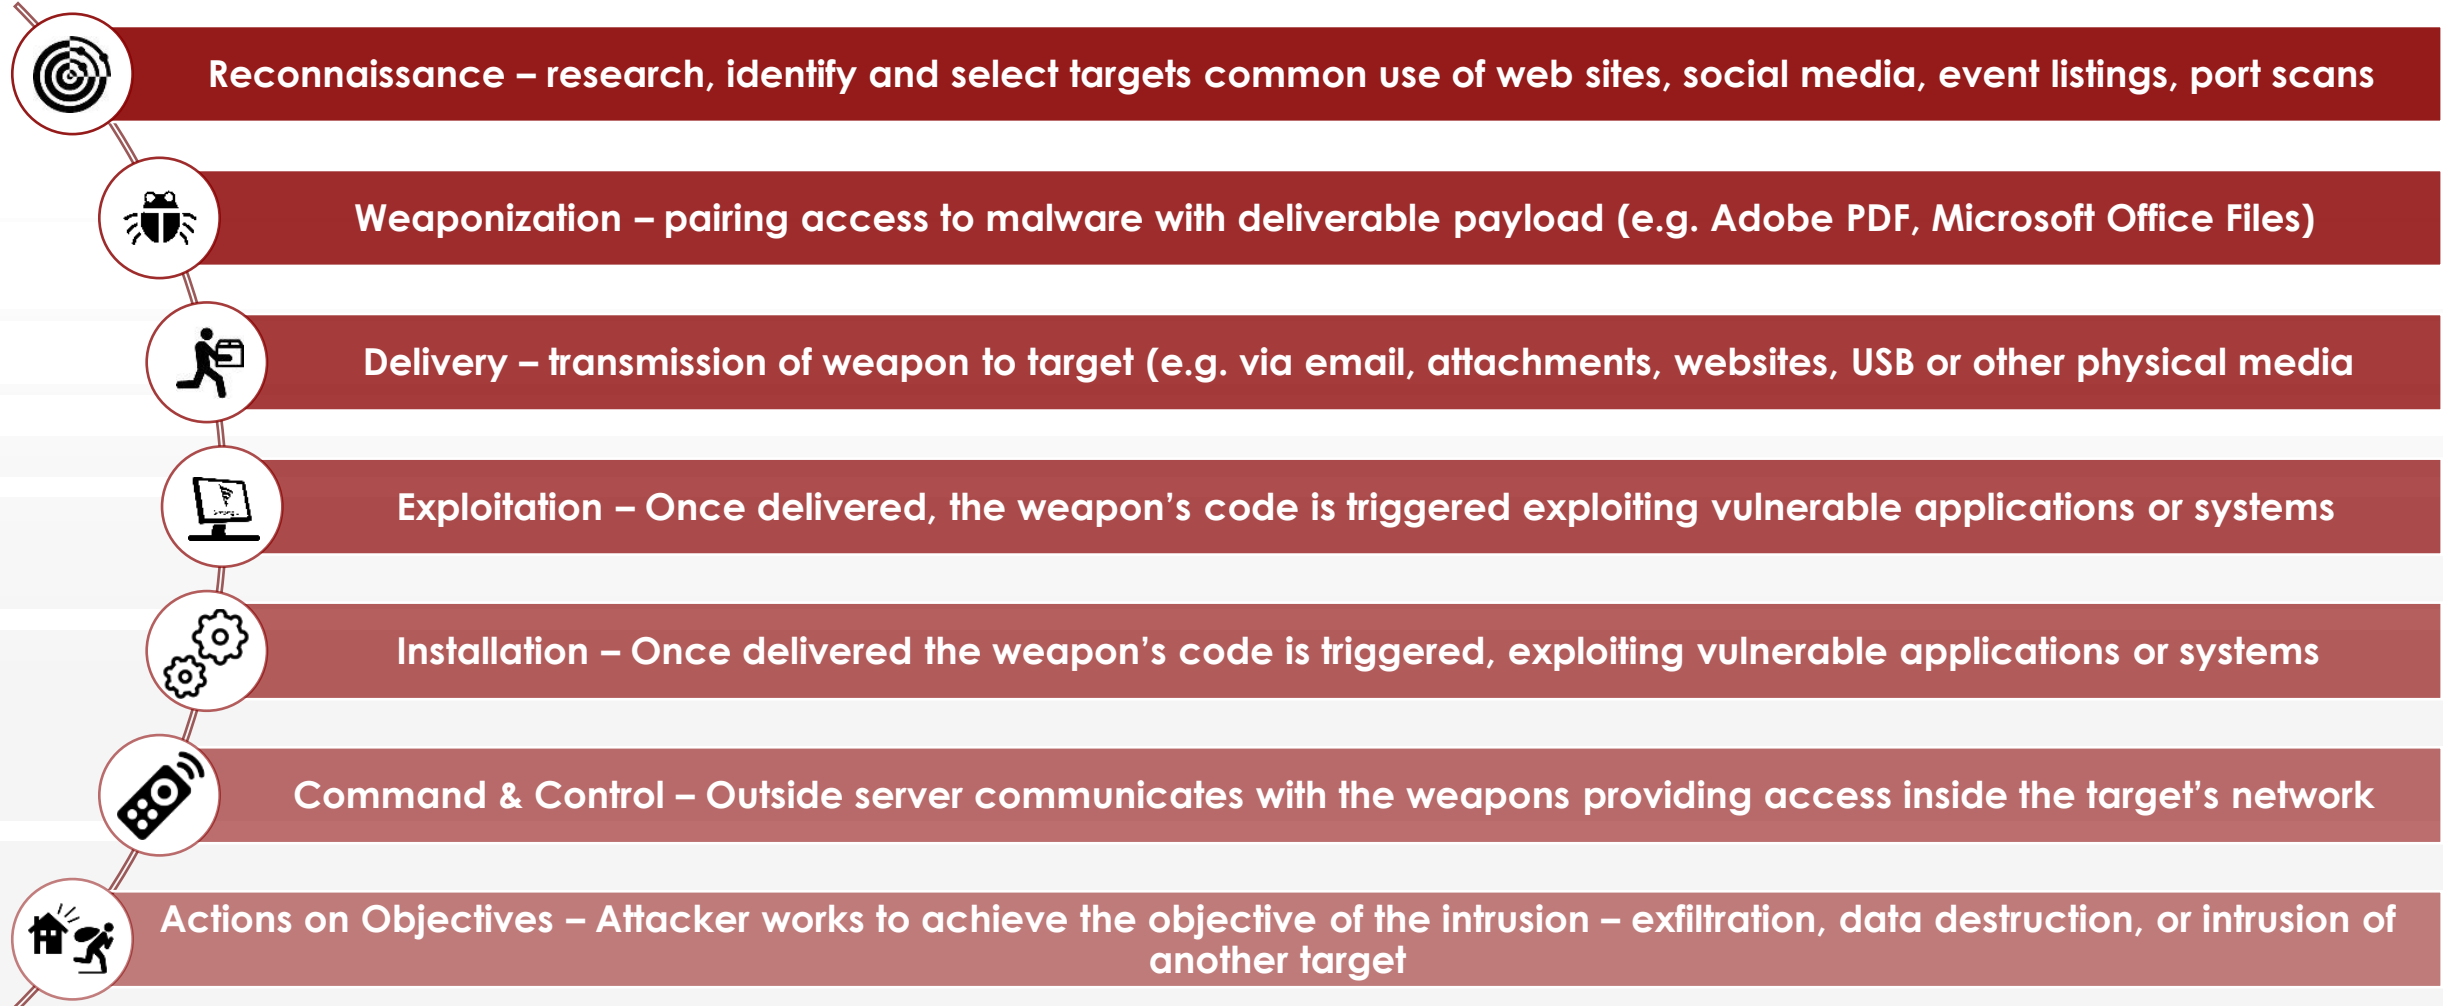 Reconnaissance – research, identify and select targets common use of web sites, social media, event listings, port scans
Weaponization – pairing access to malware with deliverable payload (e.g. Adobe PDF, Microsoft Office Files)
Delivery – transmission of weapon to target (e.g. via email, attachments, websites, USB or other physical media
Exploitation – Once delivered, the weapon’s code is triggered exploiting vulnerable applications or systems
Installation – Once delivered the weapon’s code is triggered, exploiting vulnerable applications or systems
Command & Control – Outside server communicates with the weapons providing access inside the target’s network
Actions on Objectives – Attacker works to achieve the objective of the intrusion – exfiltration, data destruction, or intrusion of
another target